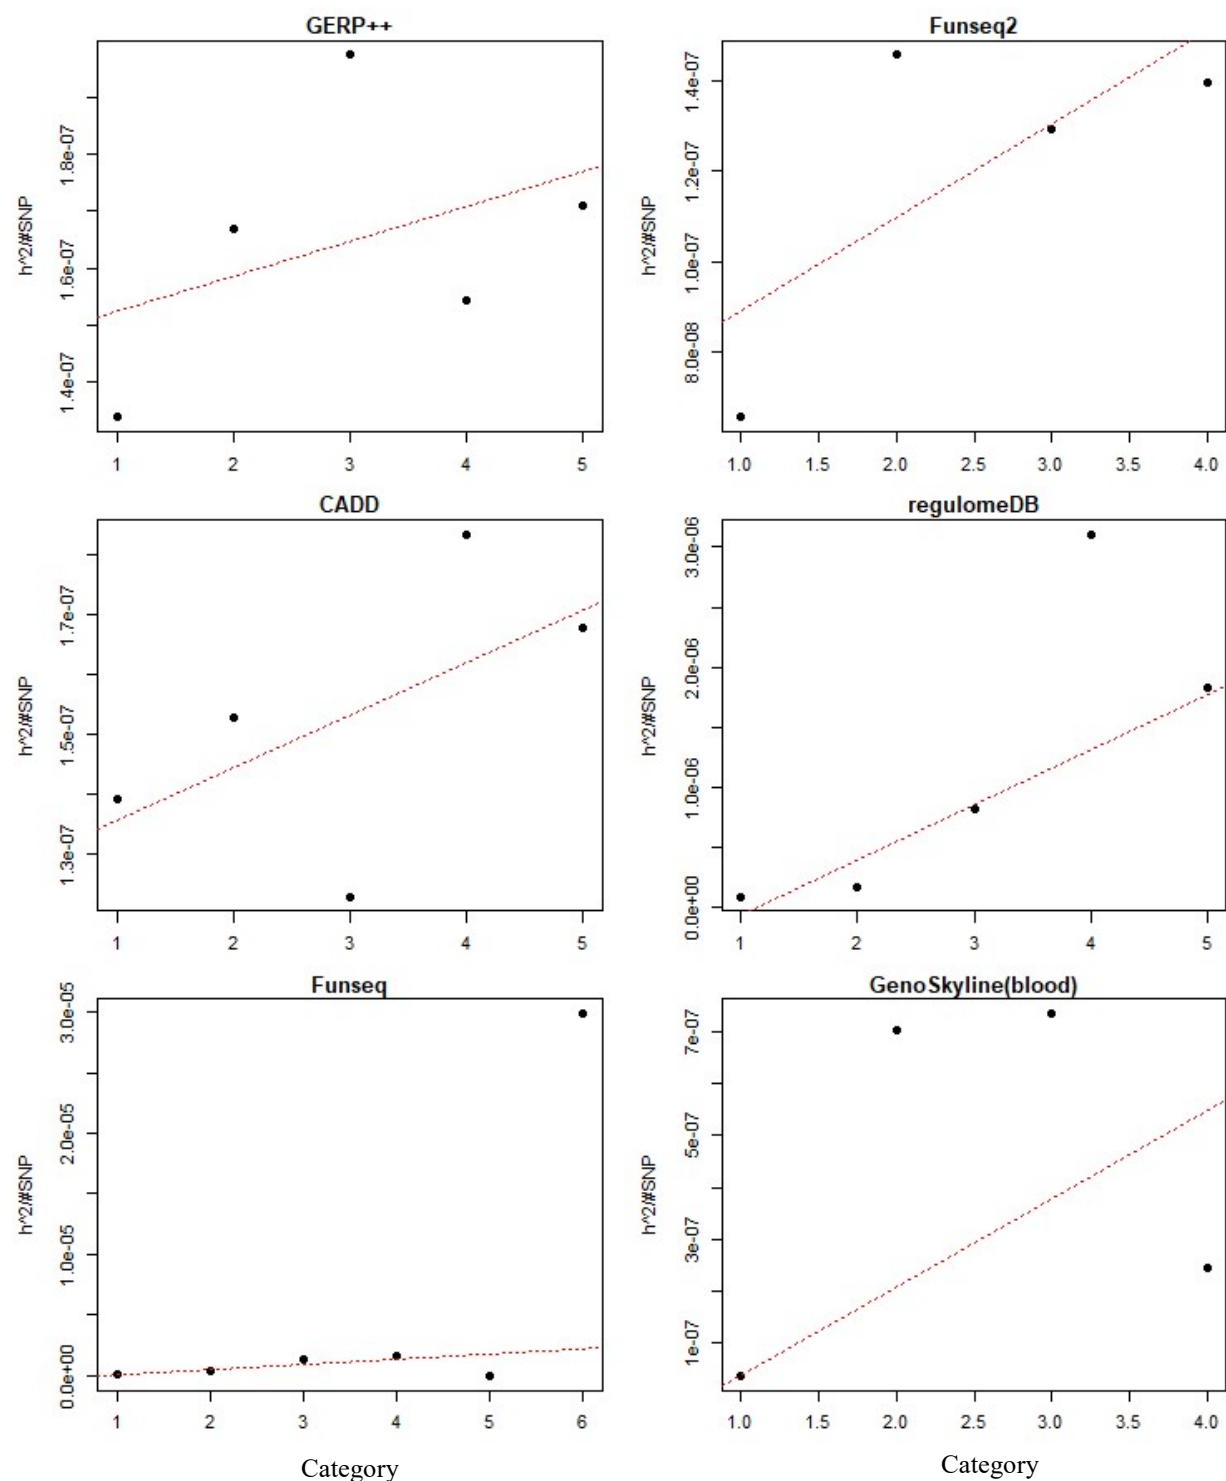 GERP++
h^2/#SNP
1.4e-07 1.6e-07 1.8e-07
1 2 3 4 5
Funseq2
h^2/#SNP
8.0e-08 1.0e-07 1.2e-07 1.4e-07
1.0 1.5 2.0 2.5 3.0 3.5 4.0
CADD
h^2/#SNP
1.3e-07 1.5e-07 1.7e-07
1 2 3 4 5
regulomeDB
h^2/#SNP
0.0e+00 1.0e-06 2.0e-06 3.0e-06
1 2 3 4 5
Funseq
h^2/#SNP
0.0e+00 1.0e-05 2.0e-05 3.0e-05
1 2 3 4 5 6
Category
GenoSkyline(blood)
h^2/#SNP
1e-07 3e-07 5e-07 7e-07
1.0 1.5 2.0 2.5 3.0 3.5 4.0
Category